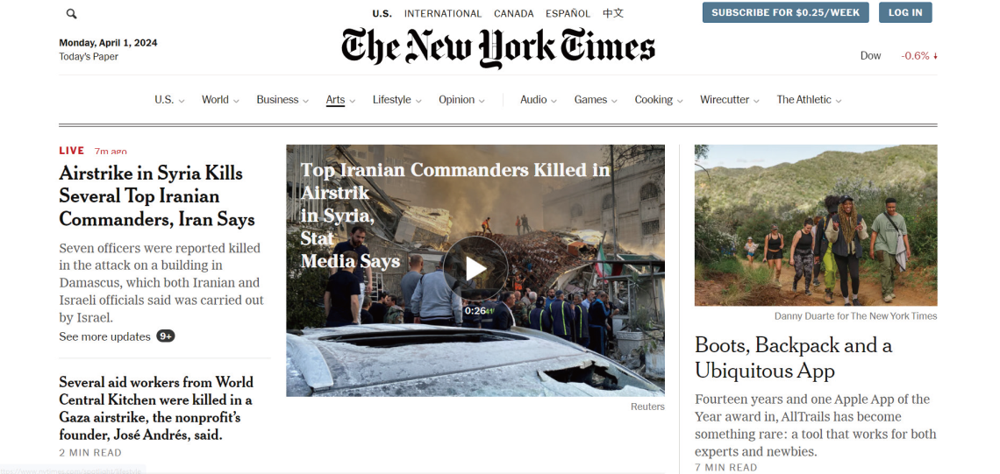 U.S. INTERNATIONAL CANADA ESPAÑOL 中文
SUBSCRIBE FOR $0.25/WEEK LOG IN
Monday, April 1, 2024
Today's Paper
The New York Times
Dow -0.6%
U.S. World Business Arts Lifestyle Opinion Audio Games Cooking Wirecutter The Athletic
LIVE 7m ago
Airstrike in Syria Kills
Several Top Iranian
Commanders, Iran Says
Seven officers were reported killed
in the attack on a building in
Damascus, which both Iranian and
Israeli officials said was carried out
by Israel.
See more updates 9+
Several aid workers from World
Central Kitchen were killed in a
Gaza airstrike, the nonprofit's
founder, José Andrés, said.
2 MIN READ
Top Iranian Commanders Killed in
Airstrik
in Syria,
Stat
Media Says
0:26
Reuters
Danny Duarte for The New York Times
Boots, Backpack and a
Ubiquitous App
Fourteen years and one Apple App of the
Year award in, AllTrails has become
something rare: a tool that works for both
experts and newbies.
7 MIN READ